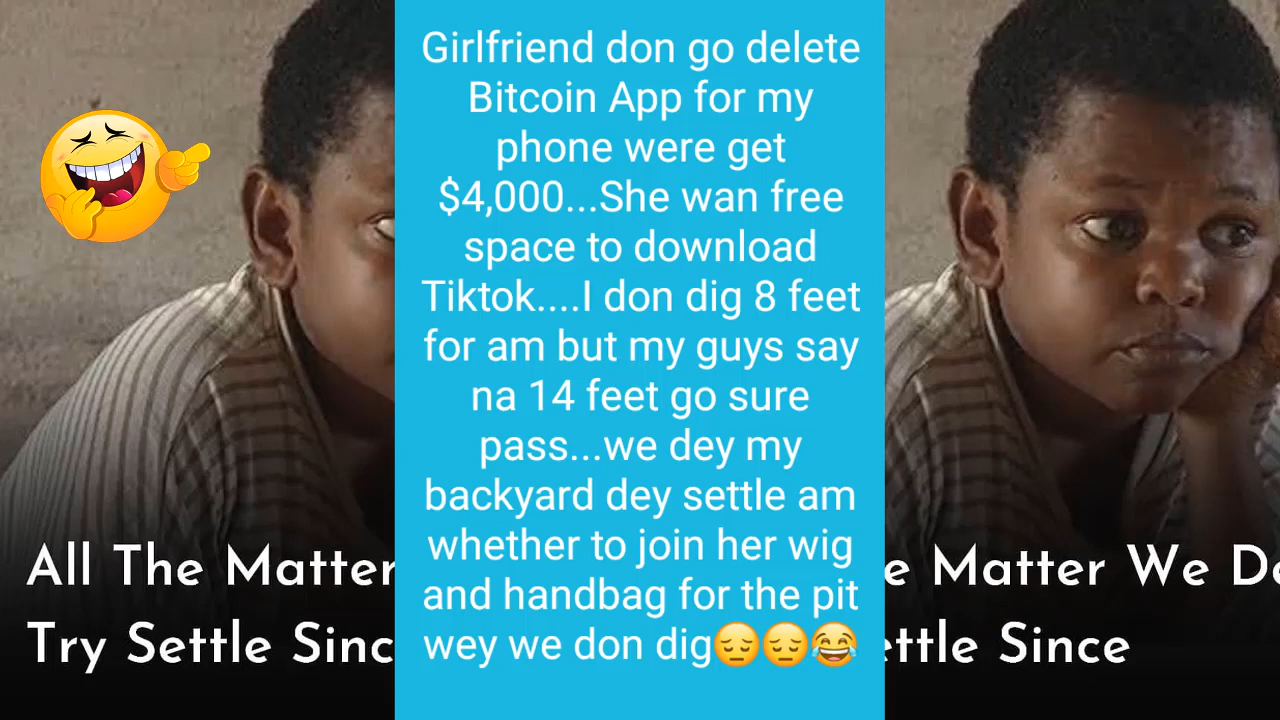 Girlfriend don go delete
Bitcoin App for my
phone were get
$4,000...She wan free
space to download
Tiktok....I don dig 8 feet
for am but my guys say
na 14 feet go sure
pass...we dey my
backyard dey settle am
whether to join her wig
and handbag for the pit
wey we don dig😔😔😂
All The Matter
Try Settle Sinc
e Matter We D
ettle Since